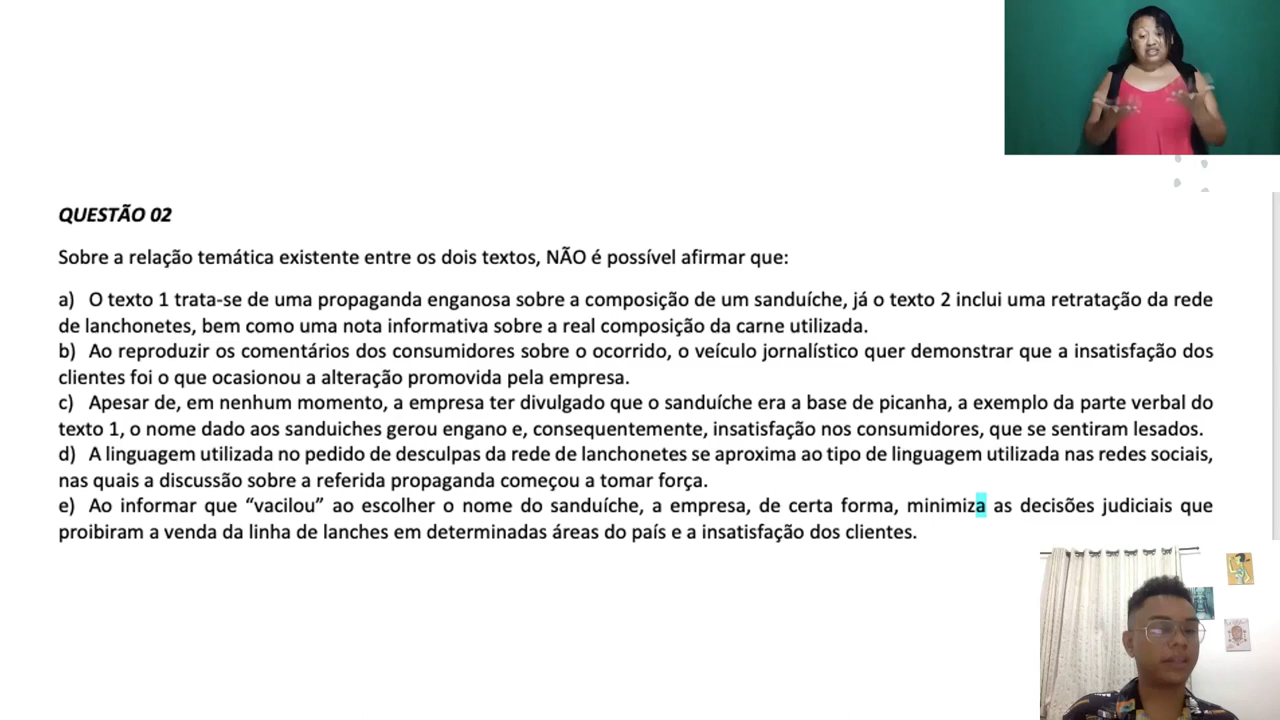 QUESTÃO 02
Sobre a relação temática existente entre os dois textos, NÃO é possível afirmar que:
a) O texto 1 trata-se de uma propaganda enganosa sobre a composição de um sanduíche, já o texto 2 inclui uma retratação da rede
de lanchonetes, bem como uma nota informativa sobre a real composição da carne utilizada.
b) Ao reproduzir os comentários dos consumidores sobre o ocorrido, o veículo jornalístico quer demonstrar que a insatisfação dos
clientes foi o que ocasionou a alteração promovida pela empresa.
c) Apesar de, em nenhum momento, a empresa ter divulgado que o sanduíche era a base de picanha, a exemplo da parte verbal do
texto 1, o nome dado aos sanduiches gerou engano e, consequentemente, insatisfação nos consumidores, que se sentiram lesados.
d) A linguagem utilizada no pedido de desculpas da rede de lanchonetes se aproxima ao tipo de linguagem utilizada nas redes sociais,
nas quais a discussão sobre a referida propaganda começou a tomar força.
e) Ao informar que “vacilou” ao escolher o nome do sanduíche, a empresa, de certa forma, minimiza as decisões judiciais que
proibiram a venda da linha de lanches em determinadas áreas do país e a insatisfação dos clientes.